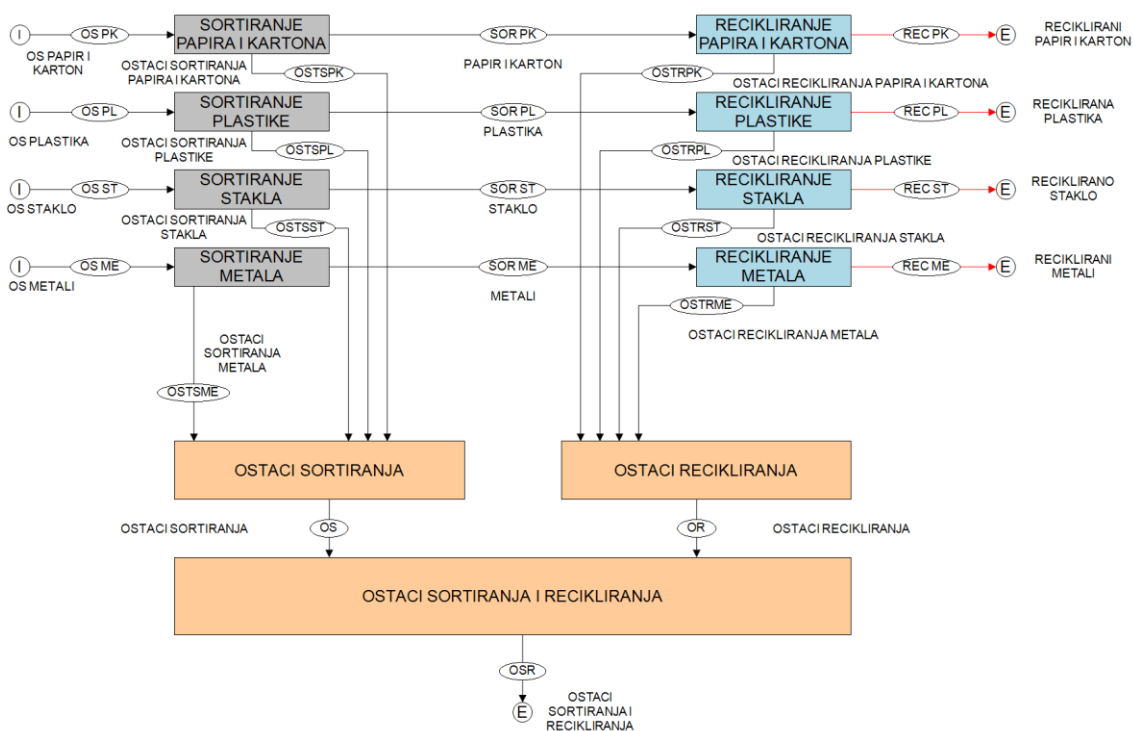 I
OS PK
SORTIRANJE
PAPIRA I KARTONA
SOR PK
RECIKLIRANJE
PAPIRA I KARTONA
REC PK
E
RECIKLIRANI
PAPIR I KARTON
OS PAPIR I
KARTON
OSTACI SORTIRANJA
PAPIRA I KARTONA
OSTSPK
PAPIR I KARTON
OSTRPK
OSTACI RECIKLIRANJA PAPIRA I KARTONA
I
OS PL
SORTIRANJE
PLASTIKE
SOR PL
RECIKLIRANJE
PLASTIKE
REC PL
E
RECIKLIRANA
PLASTIKA
OS PLASTIKA
OSTACI SORTIRANJA
PLASTIKE
OSTSPL
PLASTIKA
OSTRPL
OSTACI RECIKLIRANJA PLASTIKE
I
OS ST
SORTIRANJE
STAKLA
SOR ST
RECIKLIRANJE
STAKLA
REC ST
E
RECIKLIRANO
STAKLO
OS STAKLO
OSTACI SORTIRANJA
STAKLA
OSTSST
STAKLO
OSTRST
OSTACI RECIKLIRANJA STAKLA
I
OS ME
SORTIRANJE
METALA
SOR ME
RECIKLIRANJE
METALA
REC ME
E
RECIKLIRANI
METALI
OS METALI
METALI
OSTRME
OSTACI RECIKLIRANJA METALA
OSTACI
SORTIRANJA
METALA
OSTSME
OSTACI SORTIRANJA
OSTACI RECIKLIRANJA
OSTACI SORTIRANJA
OS
OR
OSTACI RECIKLIRANJA
OSTACI SORTIRANJA I RECIKLIRANJA
OSR
E
OSTACI
SORTIRANJA I
RECIKLIRANJA